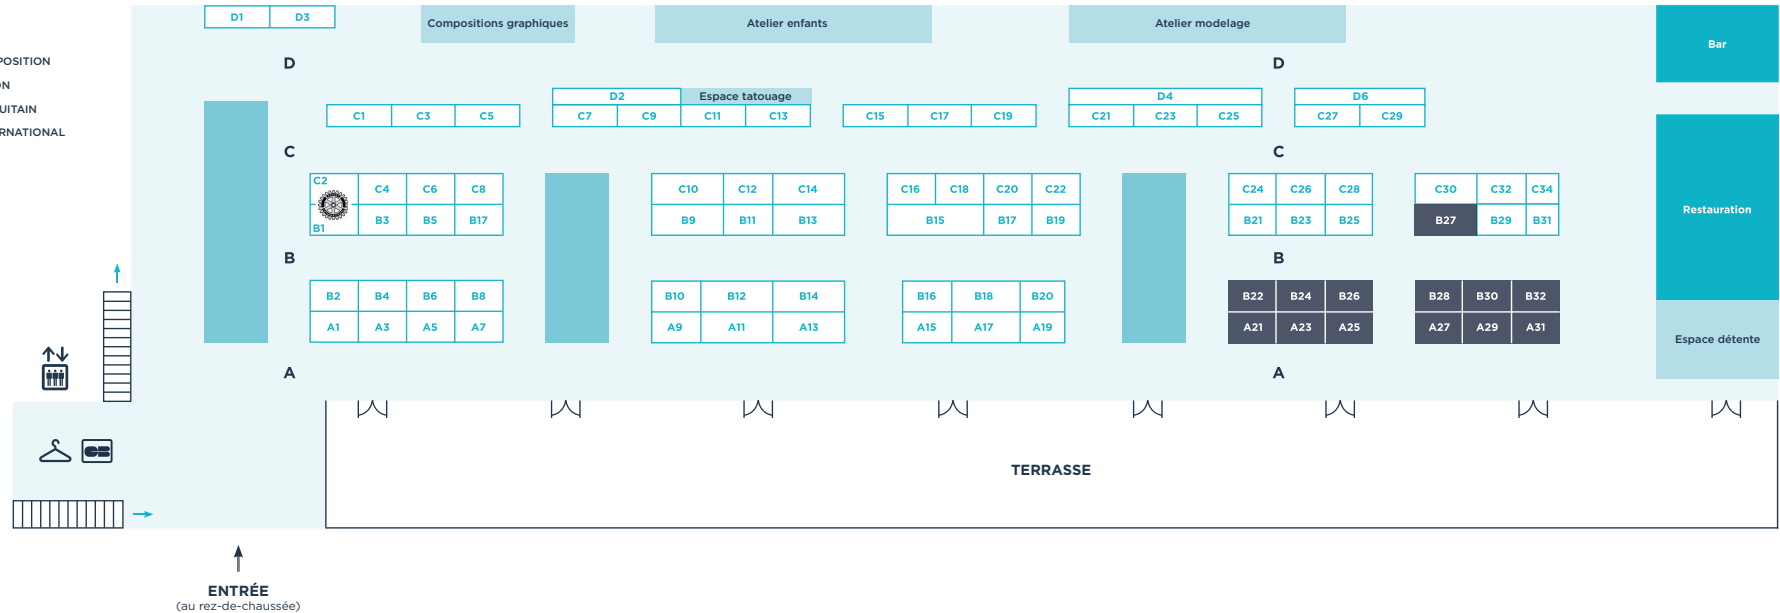 D1 D3
Compositions graphiques
Atelier enfants
Atelier modelage
Bar
POSITION
ON
UITAIN
RNATIONAL
D D
D2 Espace tatouage D4 D6
C1 C3 C5 C7 C9 C11 C13 C15 C17 C19 C21 C23 C25 C27 C29
C C
C2 C4 C6 C8 C10 C12 C14 C16 C18 C20 C22 C24 C26 C28 C30 C32 C34
B1 B3 B5 B17 B9 B11 B13 B15 B17 B19 B21 B23 B25 B27 B29 B31
Restauration
B B
B2 B4 B6 B8 B10 B12 B14 B16 B18 B20 B22 B24 B26 B28 B30 B32
A1 A3 A5 A7 A9 A11 A13 A15 A17 A19 A21 A23 A25 A27 A29 A31
Espace détente
A A
TERRASSE
ENTRÉE
(au rez-de-chaussée)